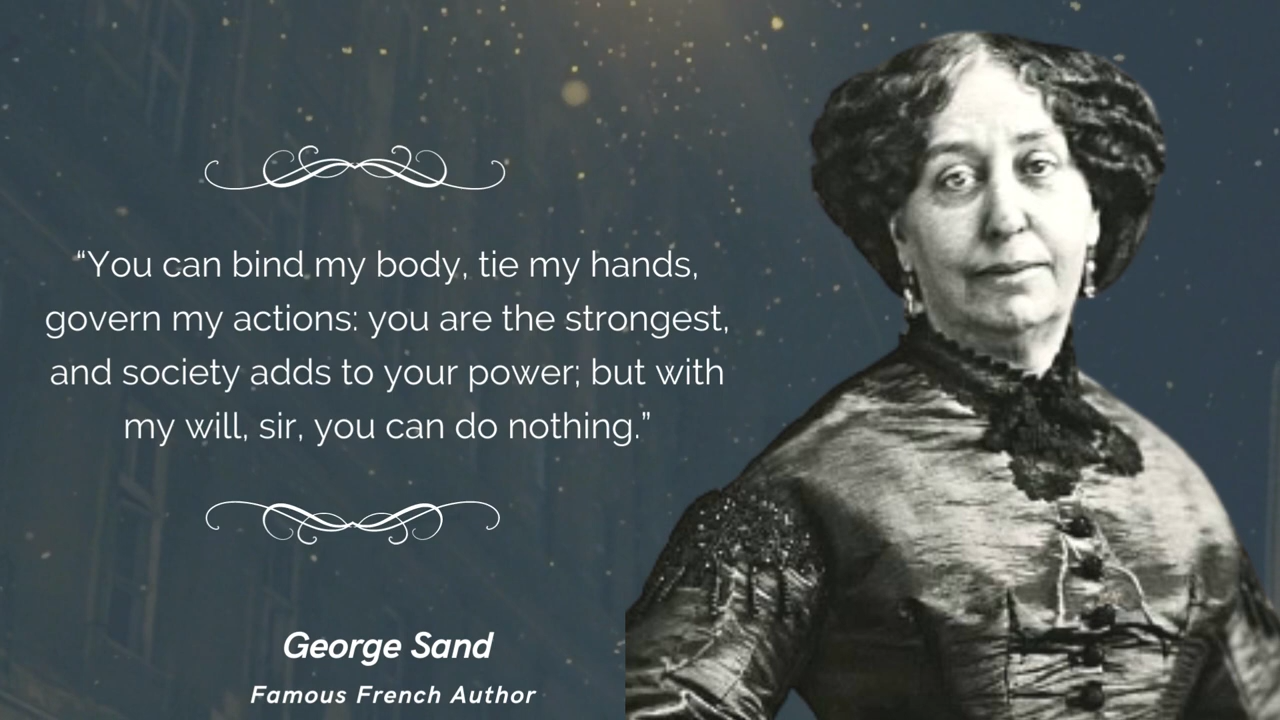 “You can bind my body, tie my hands,
govern my actions: you are the strongest,
and society adds to your power; but with
my will, sir, you can do nothing.”
George Sand
Famous French Author